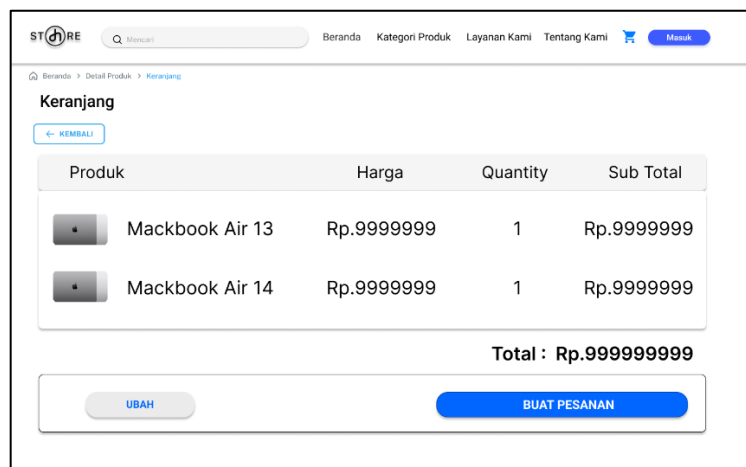 STdhRE Mencari Beranda Kategori Produk Layanan Kami Tentang Kami Masuk
Beranda > Detail Produk > Keranjang
Keranjang
← KEMBALI
Produk Harga Quantity Sub Total
Mackbook Air 13 Rp.9999999 1 Rp.9999999
Mackbook Air 14 Rp.9999999 1 Rp.9999999
Total : Rp.999999999
UBAH BUAT PESANAN